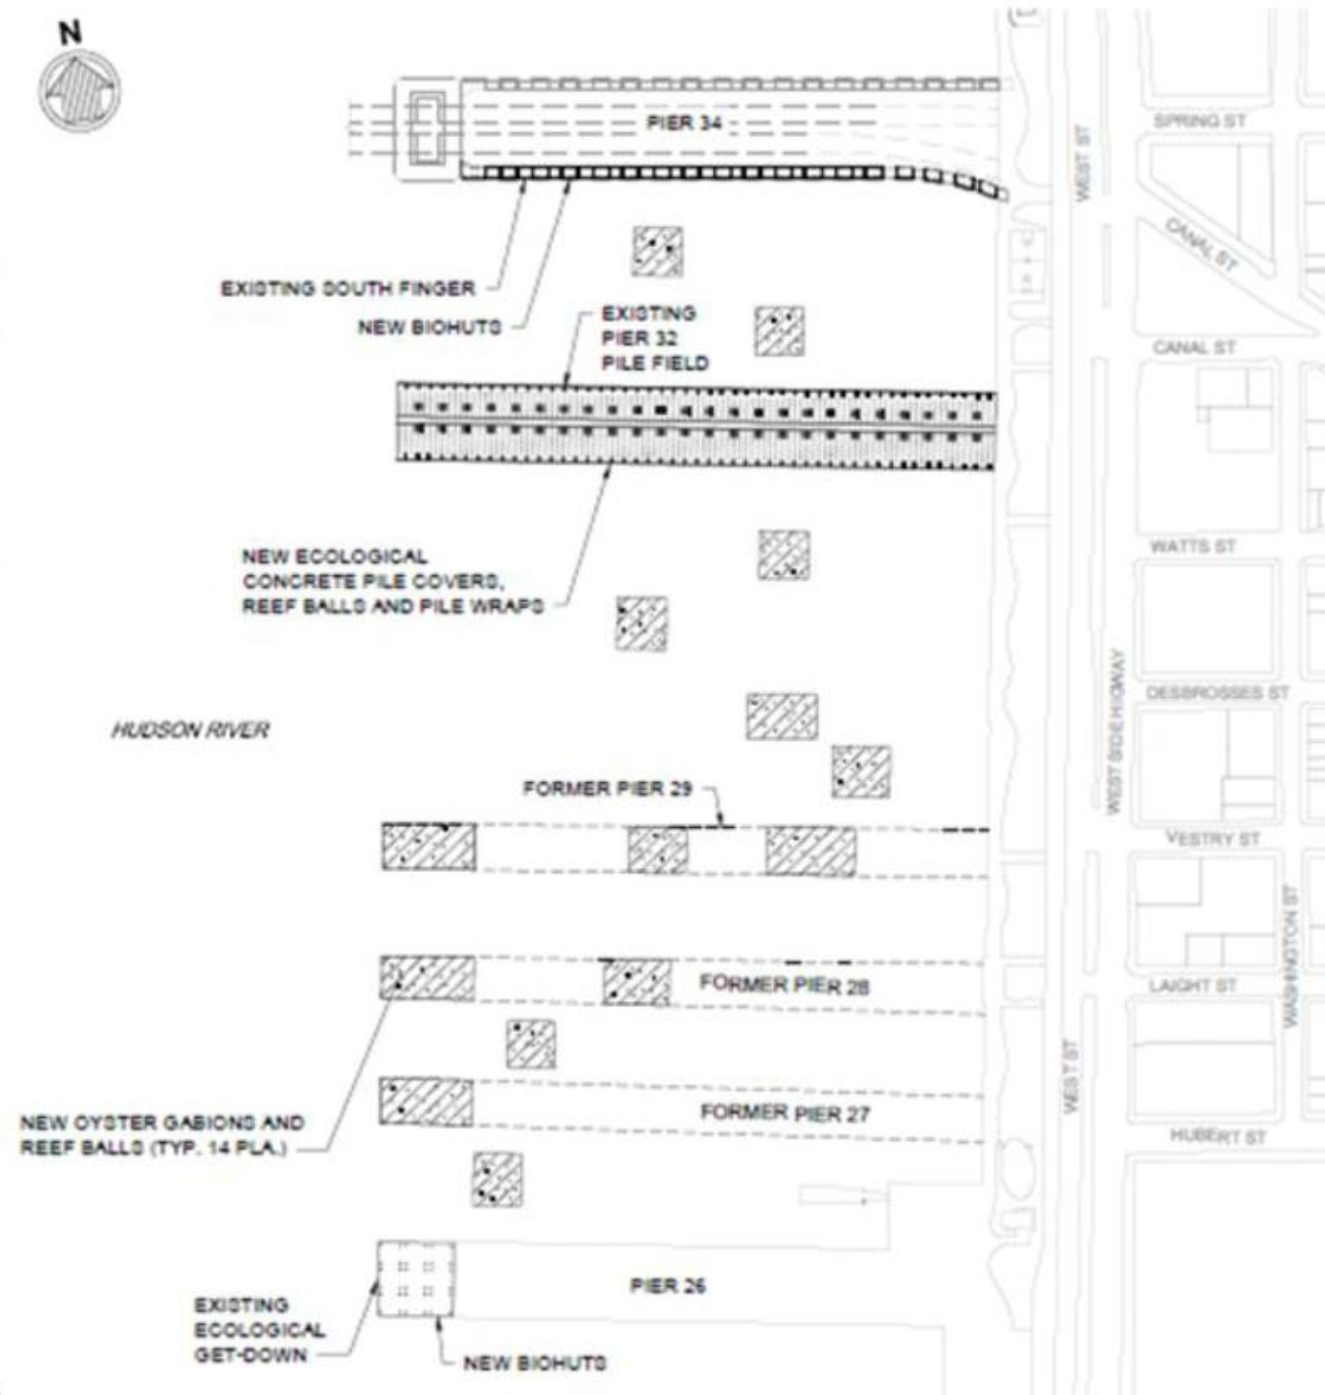 N
PIER 34
SPRING ST
WEST ST
CANAL ST
EXISTING SOUTH FINGER
NEW BIOHUTS
EXISTING
PIER 32
PILE FIELD
CANAL ST
NEW ECOLOGICAL
CONCRETE PILE COVERS,
REEF BALLS AND PILE WRAPS
WATTS ST
DESBROSSES ST
HUDSON RIVER
WEST SIDE HIGWAY
FORMER PIER 29
VESTRY ST
WASHINGTON ST
FORMER PIER 28
LAIGHT ST
WEST ST
NEW OYSTER GABIONS AND
REEF BALLS (TYP. 14 PLA.)
FORMER PIER 27
HUBERT ST
PIER 26
EXISTING
ECOLOGICAL
GET-DOWN
NEW BIOHUTS